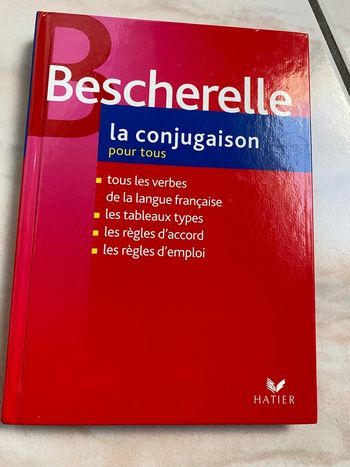 B
Bescherelle
la conjugaison
pour tous
tous les verbes
de la langue française
les tableaux types
les règles d'accord
les règles d'emploi
HATIER